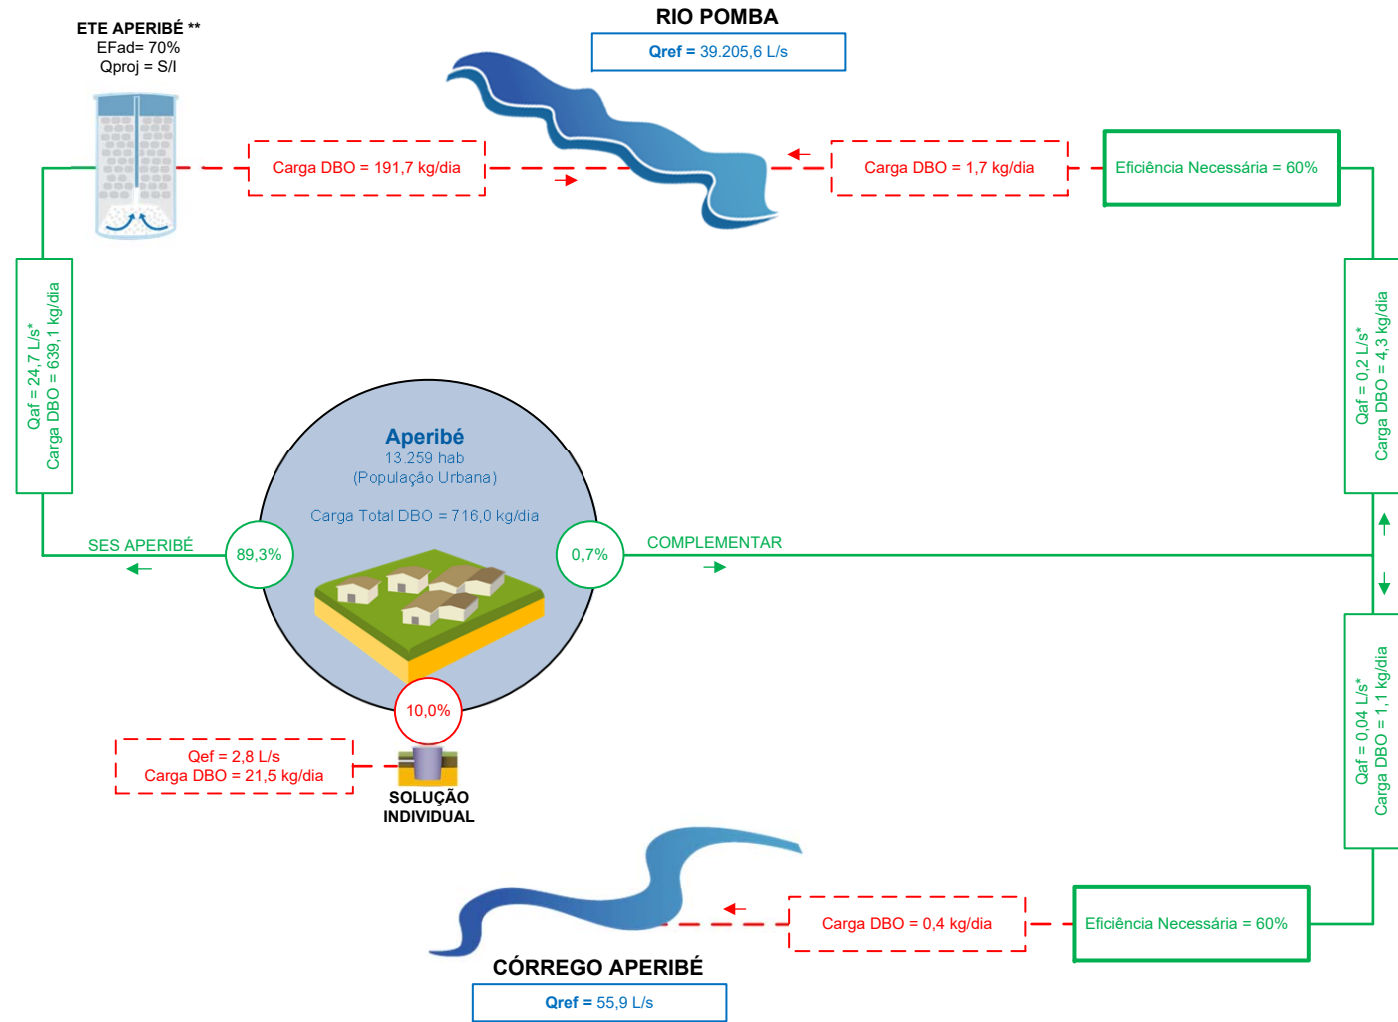 RIO POMBA
Qref = 39.205,6 L/s
ETE APERIBÉ **
EFad= 70%
Qproj = S/I
Carga DBO = 191,7 kg/dia
Carga DBO = 1,7 kg/dia
Eficiência Necessária = 60%
Qaf = 24,7 L/s*
Carga DBO = 639,1 kg/dia
Qaf = 0,2 L/s*
Carga DBO = 4,3 kg/dia
Aperibé
13.259 hab
(População Urbana)
Carga Total DBO = 716,0 kg/dia
SES APERIBÉ
89,3%
0,7%
COMPLEMENTAR
10,0%
Qef = 2,8 L/s
Carga DBO = 21,5 kg/dia
SOLUÇÃO
INDIVIDUAL
Qaf = 0,04 L/s*
Carga DBO = 1,1 kg/dia
Carga DBO = 0,4 kg/dia
Eficiência Necessária = 60%
CÓRREGO APERIBÉ
Qref = 55,9 L/s